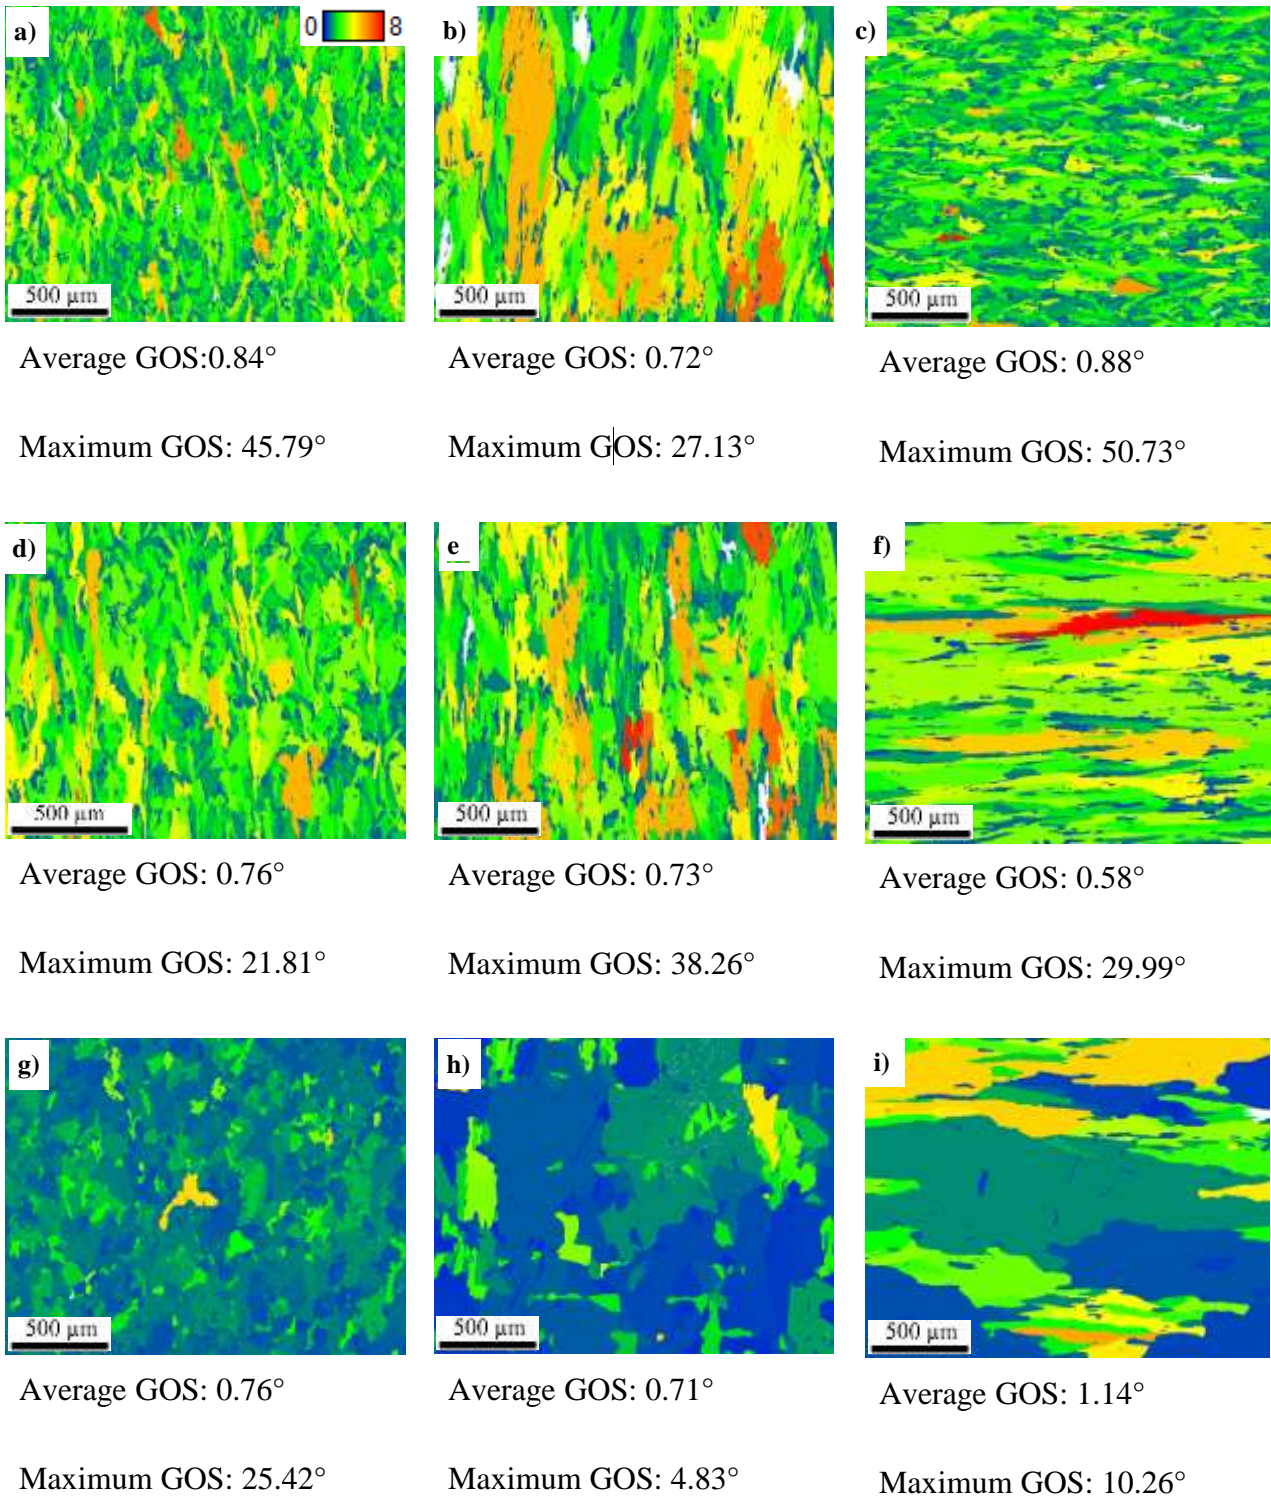 a)
0 8
b)
c)
500 µm
500 µm
500 µm
Average GOS:0.84°
Average GOS: 0.72°
Average GOS: 0.88°
Maximum GOS: 45.79°
Maximum GOS: 27.13°
Maximum GOS: 50.73°
d)
e
f)
500 µm
500 µm
500 µm
Average GOS: 0.76°
Average GOS: 0.73°
Average GOS: 0.58°
Maximum GOS: 21.81°
Maximum GOS: 38.26°
Maximum GOS: 29.99°
g)
h)
i)
500 µm
500 µm
500 µm
Average GOS: 0.76°
Average GOS: 0.71°
Average GOS: 1.14°
Maximum GOS: 25.42°
Maximum GOS: 4.83°
Maximum GOS: 10.26°